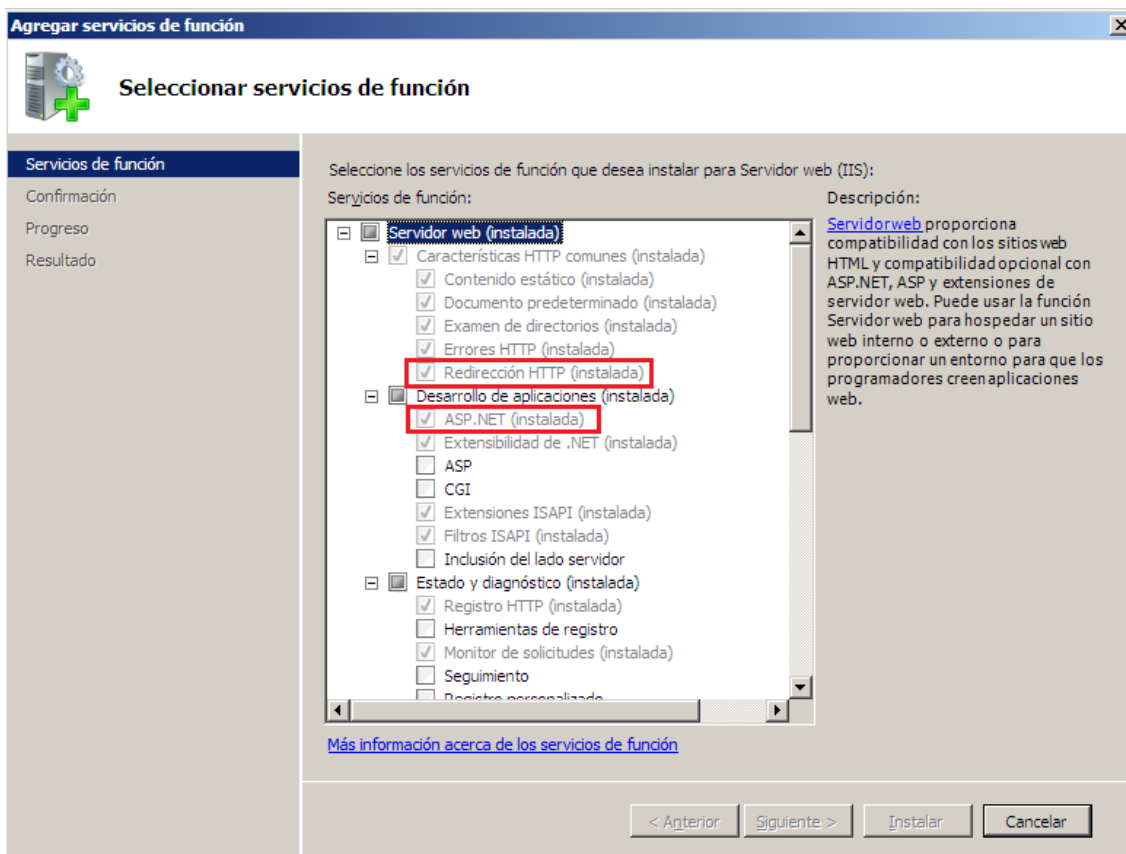 Agregar servicios de función
Seleccionar servicios de función
Servicios de función
Confirmación
Progreso
Resultado
Seleccione los servicios de función que desea instalar para Servidor web (IIS):
Servicios de función:
Servidor web (instalada)
Características HTTP comunes (instalada)
Contenido estático (instalada)
Documento predeterminado (instalada)
Examen de directorios (instalada)
Errores HTTP (instalada)
Redirección HTTP (instalada)
Desarrollo de aplicaciones (instalada)
ASP.NET (instalada)
Extensibilidad de .NET (instalada)
ASP
CGI
Extensiones ISAPI (instalada)
Filtros ISAPI (instalada)
Inclusión del lado servidor
Estado y diagnóstico (instalada)
Registro HTTP (instalada)
Herramientas de registro
Monitor de solicitudes (instalada)
Seguimiento
Registro personalizado
Descripción:
Servidorweb proporciona
compatibilidad con los sitios web
HTML y compatibilidad opcional con
ASP.NET, ASP y extensiones de
servidor web. Puede usar la función
Servidor web para hospedar un sitio
web interno o externo o para
proporcionar un entorno para que los
programadores creen aplicaciones
web.
Más información acerca de los servicios de función
< Anterior
Siguiente >
Instalar
Cancelar